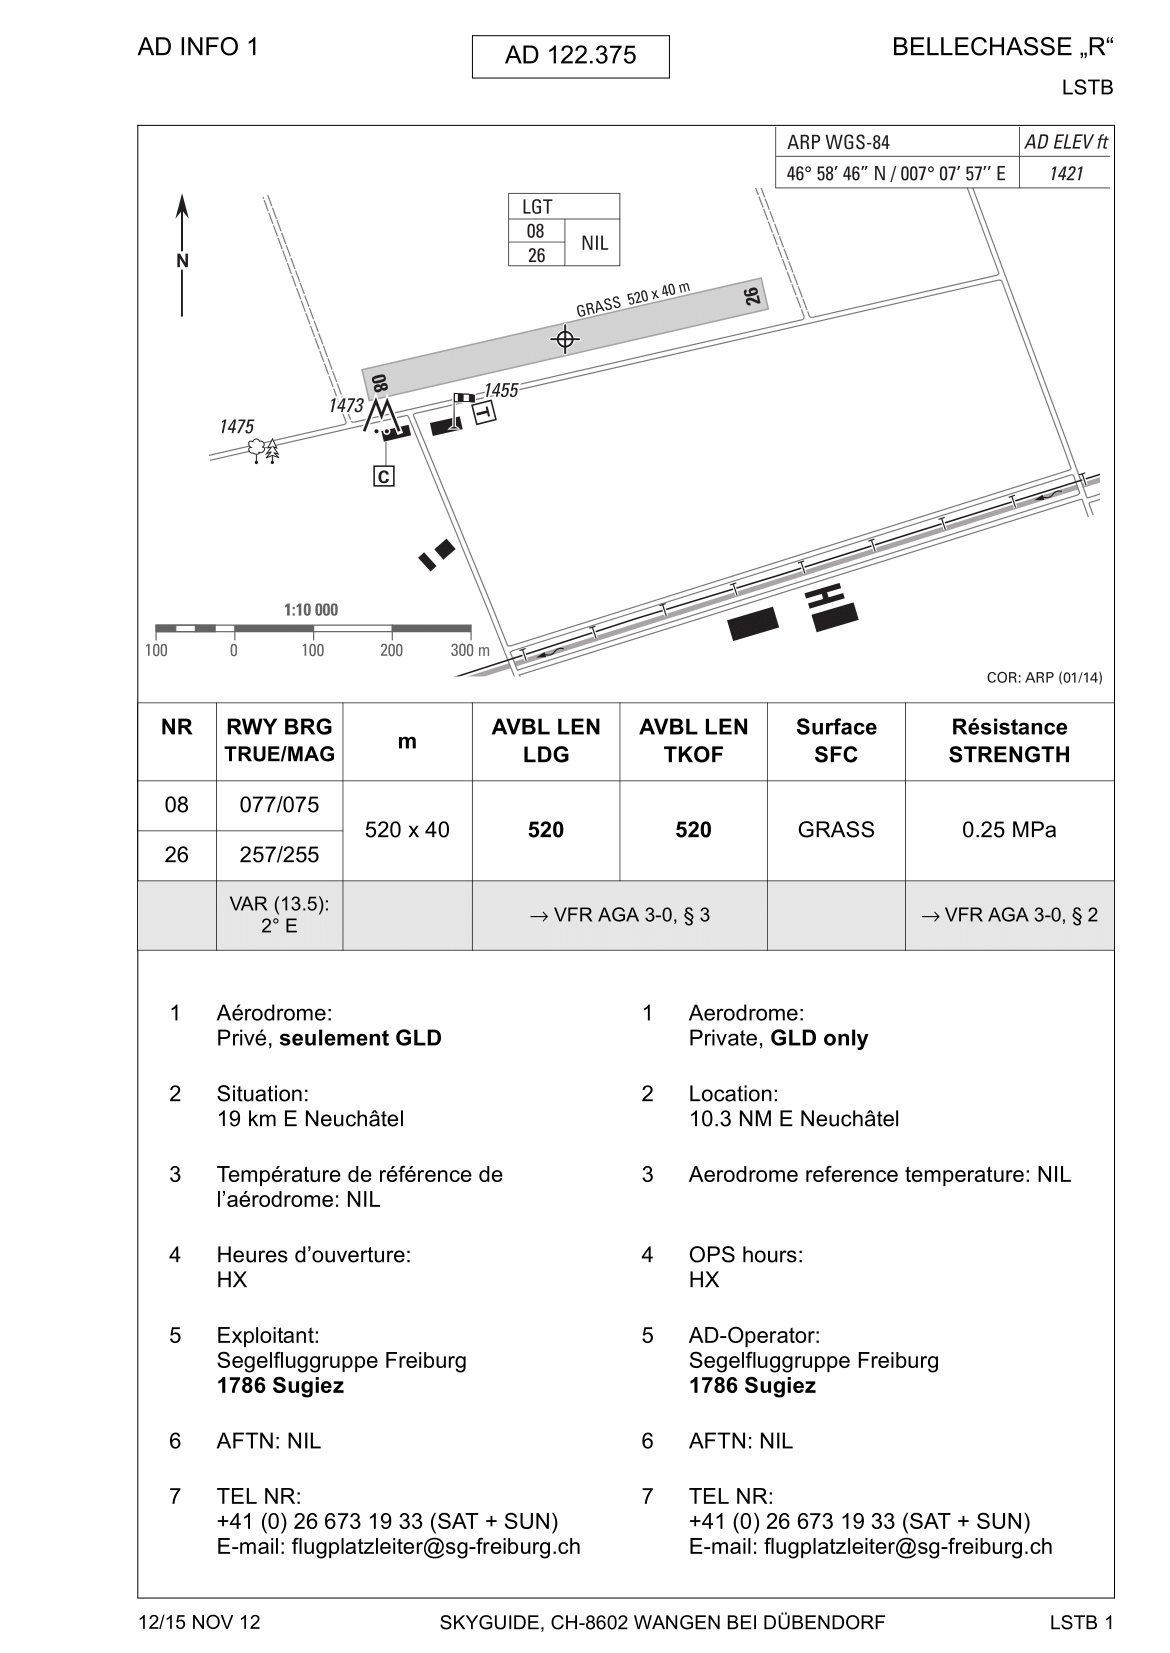 AD INFO 1
AD 122.375
BELLECHASSE „R“
LSTB
ARP WGS-84
AD ELEV ft
46° 58′ 46″ N / 007° 07′ 57′′ E
1421
N
LGT
08
26
NIL
GRASS 520 x 40 m
26
08
1473
1455
1475
T
C
C
H
1:10 000
100 0 100 200 300 m
COR: ARP (01/14)
NR
RWY BRG
TRUE/MAG
m
AVBL LEN
LDG
AVBL LEN
TKOF
Surface
SFC
Résistance
STRENGTH
08 077/075
26 257/255
520 x 40
520
520
GRASS
0.25 MPa
VAR (13.5):
2° E
→ VFR AGA 3-0, § 3
→ VFR AGA 3-0, § 2
1 Aérodrome:
Privé, seulement GLD
2 Situation:
19 km E Neuchâtel
3 Température de référence de
l’aérodrome: NIL
4 Heures d’ouverture:
HX
5 Exploitant:
Segelfluggruppe Freiburg
1786 Sugiez
6 AFTN: NIL
7 TEL NR:
+41 (0) 26 673 19 33 (SAT + SUN)
E-mail: flugplatzleiter@sg-freiburg.ch
1 Aerodrome:
Private, GLD only
2 Location:
10.3 NM E Neuchâtel
3 Aerodrome reference temperature: NIL
4 OPS hours:
HX
5 AD-Operator:
Segelfluggruppe Freiburg
1786 Sugiez
6 AFTN: NIL
7 TEL NR:
+41 (0) 26 673 19 33 (SAT + SUN)
E-mail: flugplatzleiter@sg-freiburg.ch
12/15 NOV 12
SKYGUIDE, CH-8602 WANGEN BEI DÜBENDORF
LSTB 1